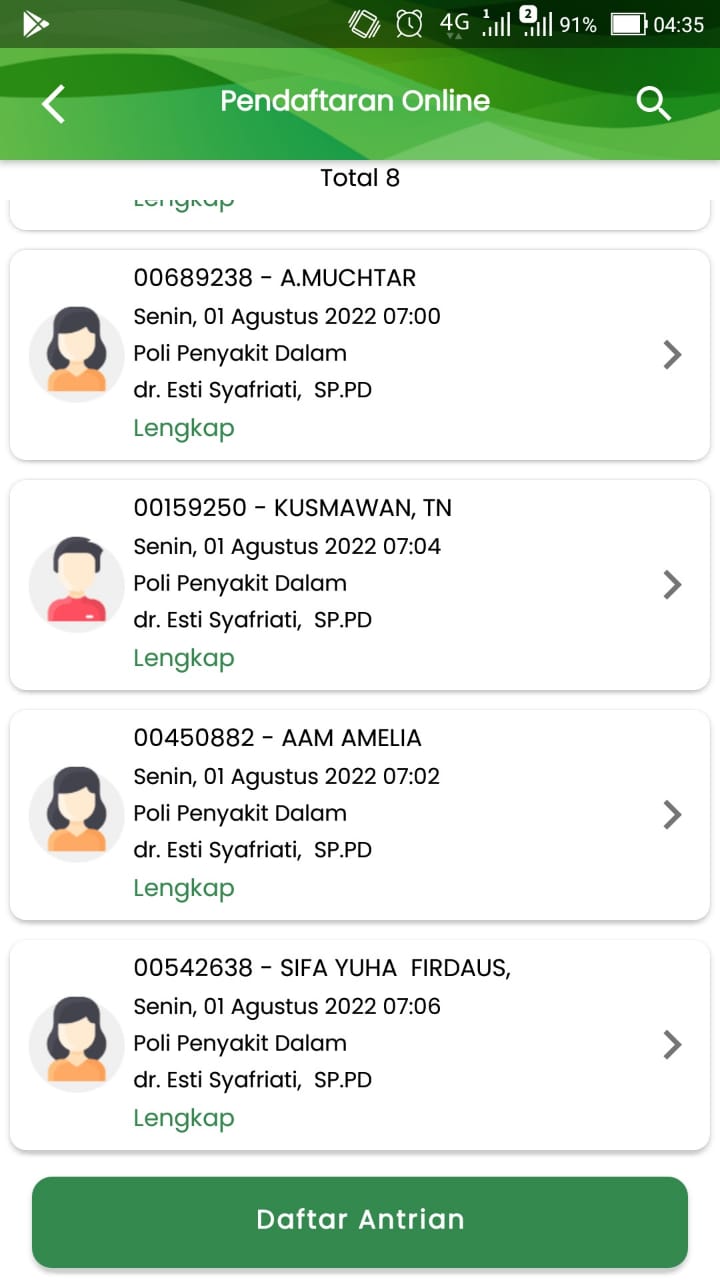 4G 1 2 91% 04:35
Pendaftaran Online
Total 8
Lengkap
00689238 - A.MUCHTAR
Senin, 01 Agustus 2022 07:00
Poli Penyakit Dalam
dr. Esti Syafriati,  SP.PD
Lengkap
00159250 - KUSMAWAN, TN
Senin, 01 Agustus 2022 07:04
Poli Penyakit Dalam
dr. Esti Syafriati,  SP.PD
Lengkap
00450882 - AAM AMELIA
Senin, 01 Agustus 2022 07:02
Poli Penyakit Dalam
dr. Esti Syafriati,  SP.PD
Lengkap
00542638 - SIFA YUHA  FIRDAUS,
Senin, 01 Agustus 2022 07:06
Poli Penyakit Dalam
dr. Esti Syafriati,  SP.PD
Lengkap
Daftar Antrian